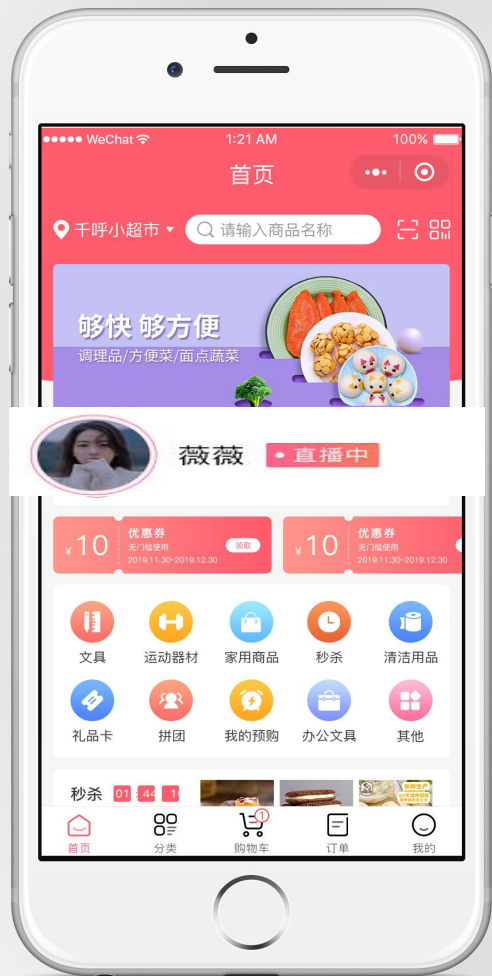 WeChat 1:21 AM 100%
首页
千呼小超市 请输入商品名称
够快 够方便
调理品/方便菜/面点蔬菜
薇薇 直播中
¥10 优惠券 ¥10 优惠券
无门槛使用 领取 无门槛使用
2019.11.30-2019.12.30 2019.11.30-2019.12.30
文具 运动器材 家用商品 秒杀 清洁用品
礼品卡 拼团 我的预购 办公文具 其他
秒杀 01 : 44
1
首页 分类 购物车 订单 我的